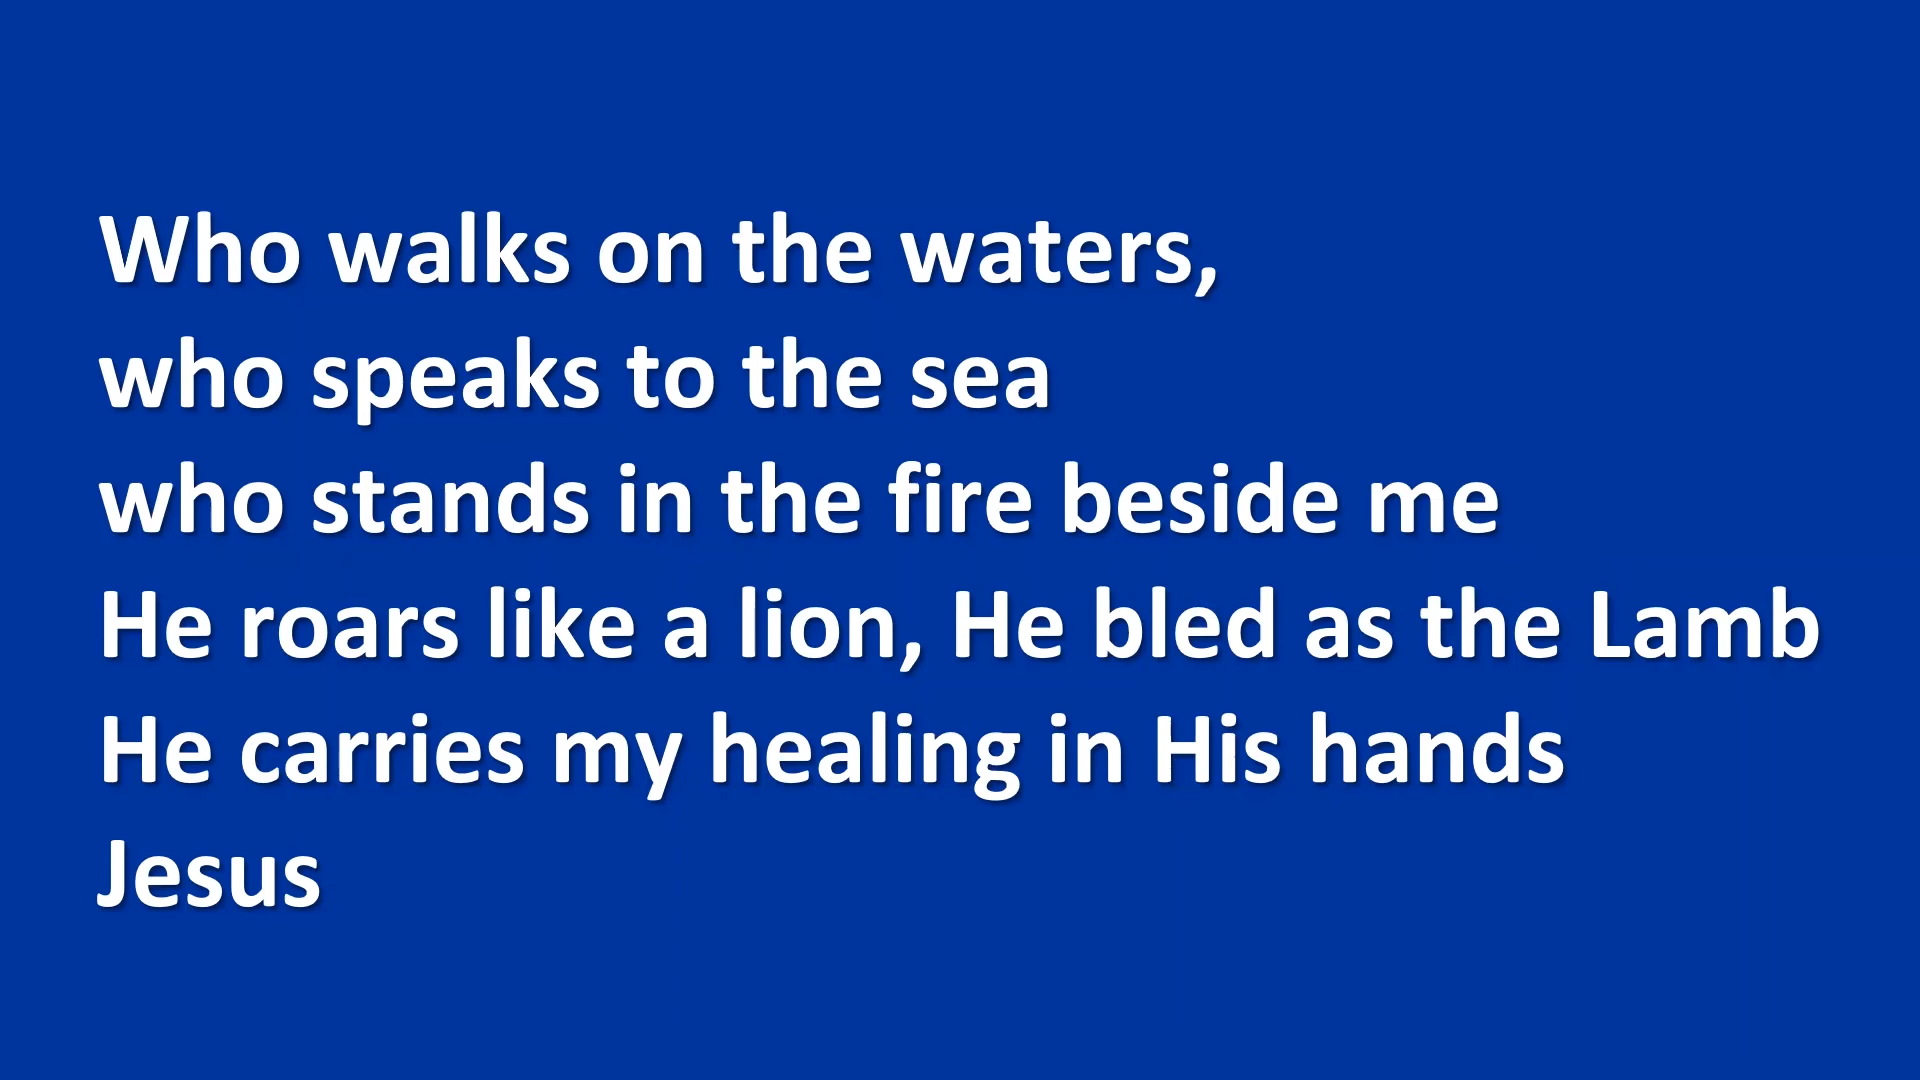 Who walks on the waters,
who speaks to the sea
who stands in the fire beside me
He roars like a lion, He bled as the Lamb
He carries my healing in His hands
Jesus